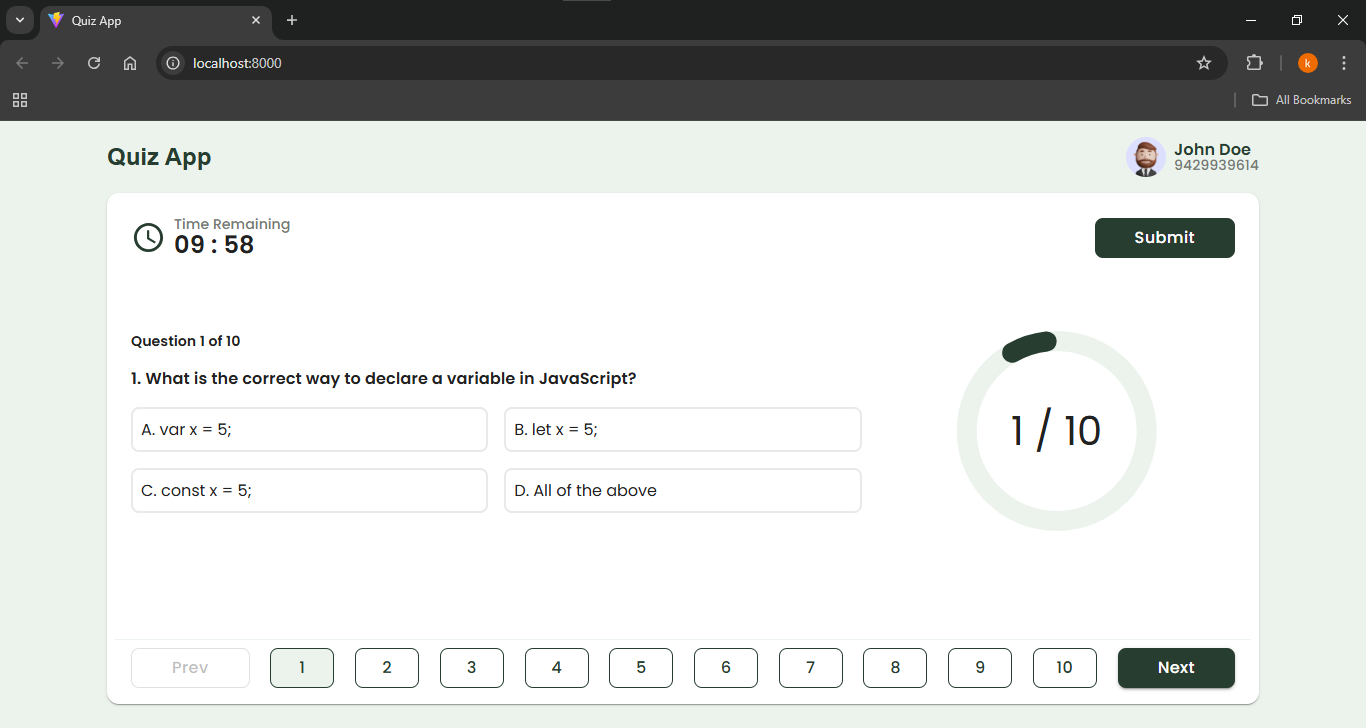 Quiz App
localhost:8000
k
All Bookmarks
Quiz App
John Doe
9429939614
Time Remaining
09 : 58
Submit
Question 1 of 10
1. What is the correct way to declare a variable in JavaScript?
A. var x = 5;
B. let x = 5;
C. const x = 5;
D. All of the above
1 / 10
Prev
1
2
3
4
5
6
7
8
9
10
Next